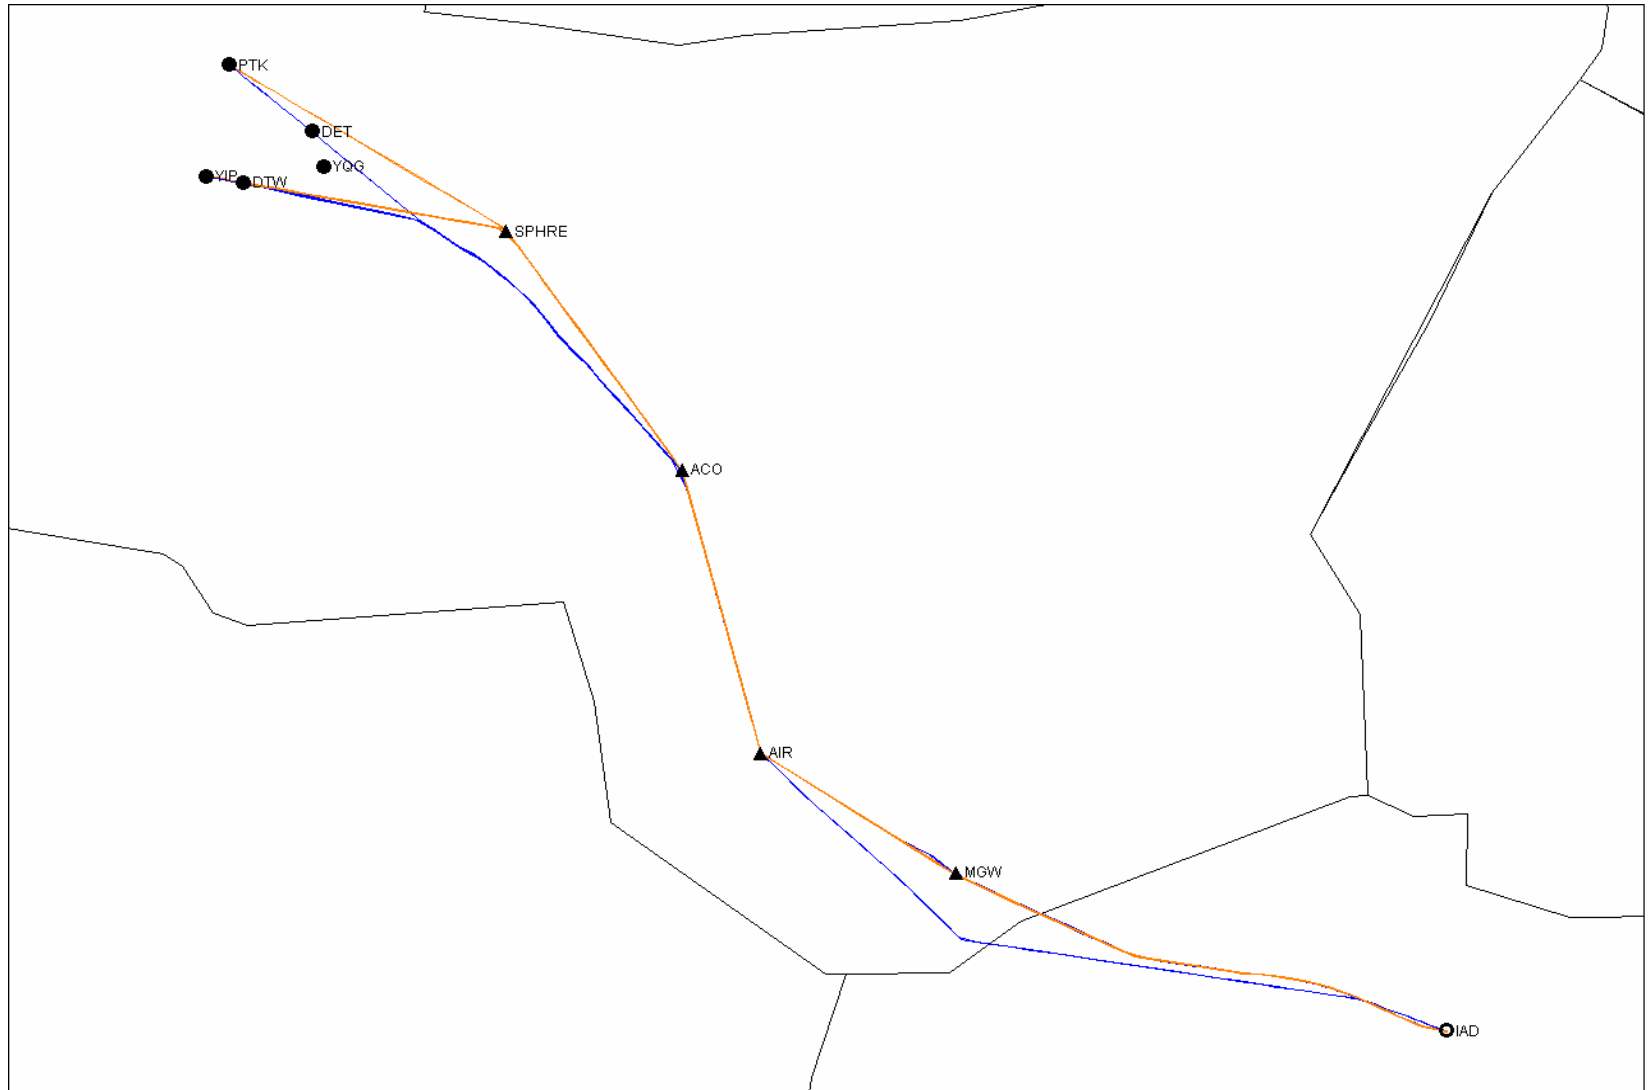 PTK
DET
YQG
YIP
DTW
SPHRE
ACO
AIR
MGW
IAD